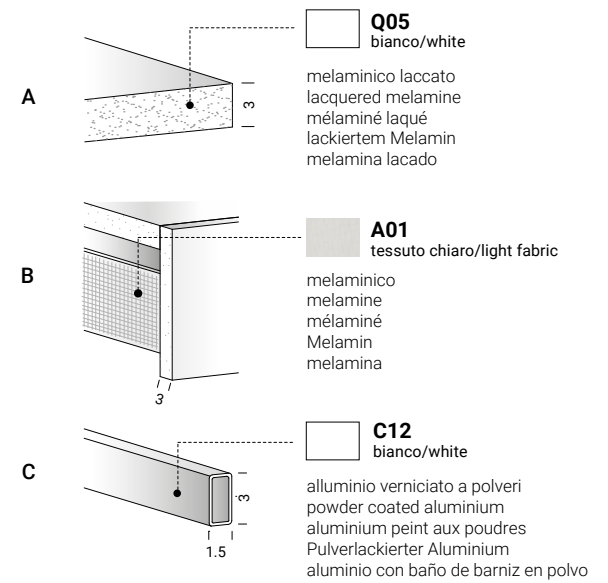 A
3
Q05
bianco/white
melaminico laccato
lacquered melamine
mélaminé laqué
lackiertem Melamin
melamina lacado
B
3
A01
tessuto chiaro/light fabric
melaminico
melamine
mélaminé
Melamin
melamina
C
3
1.5
C12
bianco/white
alluminio verniciato a polveri
powder coated aluminium
aluminium peint aux poudres
Pulverlackierter Aluminium
aluminio con baño de barniz en polvo